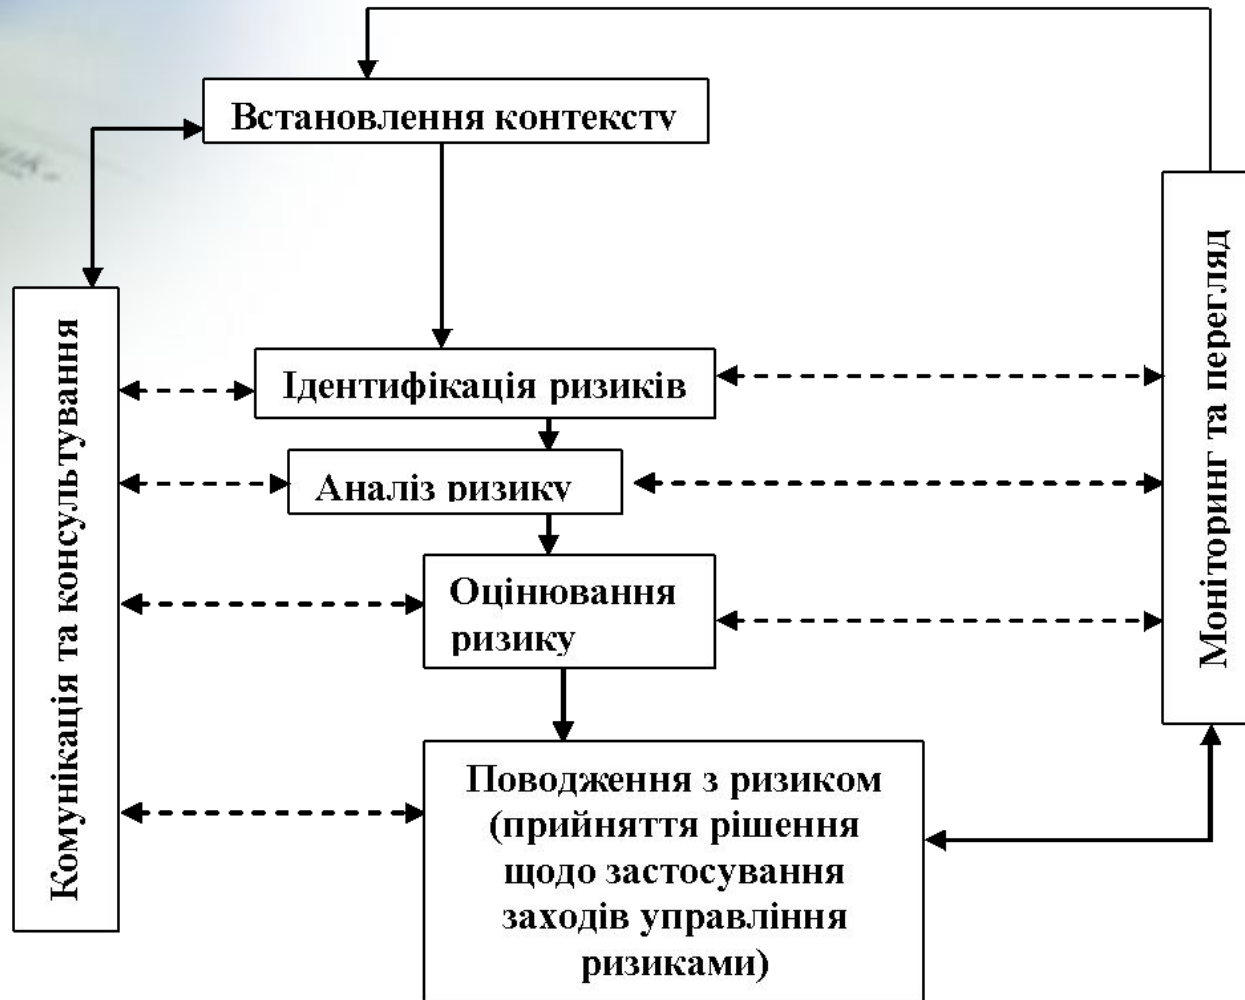 Встановлення контексту
Комунікація та консультування
Моніторинг та перегляд
Ідентифікація ризиків
Аналіз ризику
Оцінювання
ризику
Поводження з ризиком
(прийняття рішення
щодо застосування
заходів управління
ризиками)